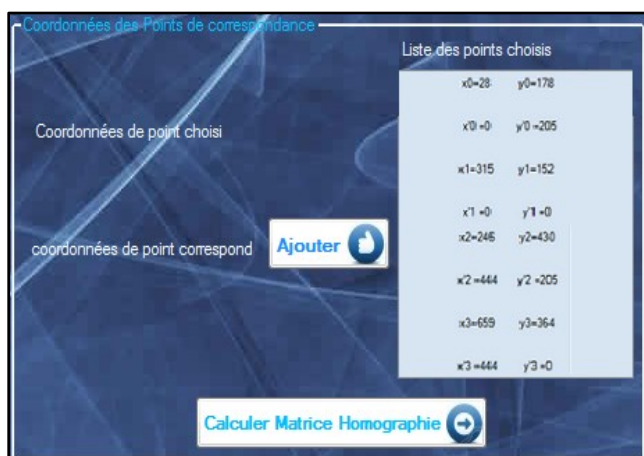 Coordonnées des Points de correspondance
Liste des points choisis
x0=28 y0=178
Coordonnées de point choisi
x'0 =0 y'0 =205
x1=315 y1=152
x'1 =0 y'1 =0
x2=246 y2=430
coordonnées de point correspond
Ajouter
x'2 =444 y'2 =205
x3=659 y3=364
x'3 =444 y'3 =0
Calculer Matrice Homographie